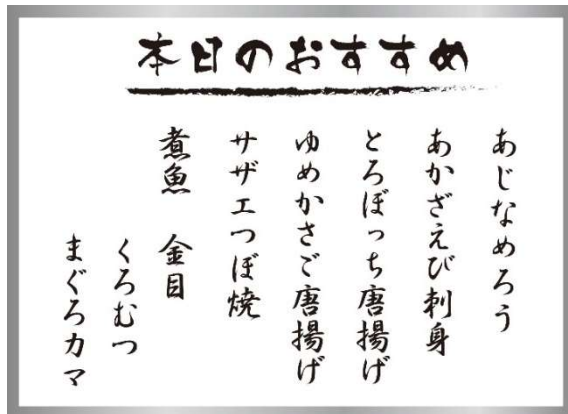 本日のおすすめ
あじなめろう
あかざえび刺身
とろぼっち唐揚げ
ゆめかさご唐揚げ
サザエつぼ焼
煮魚 金目
くろむつ
まぐろカマ